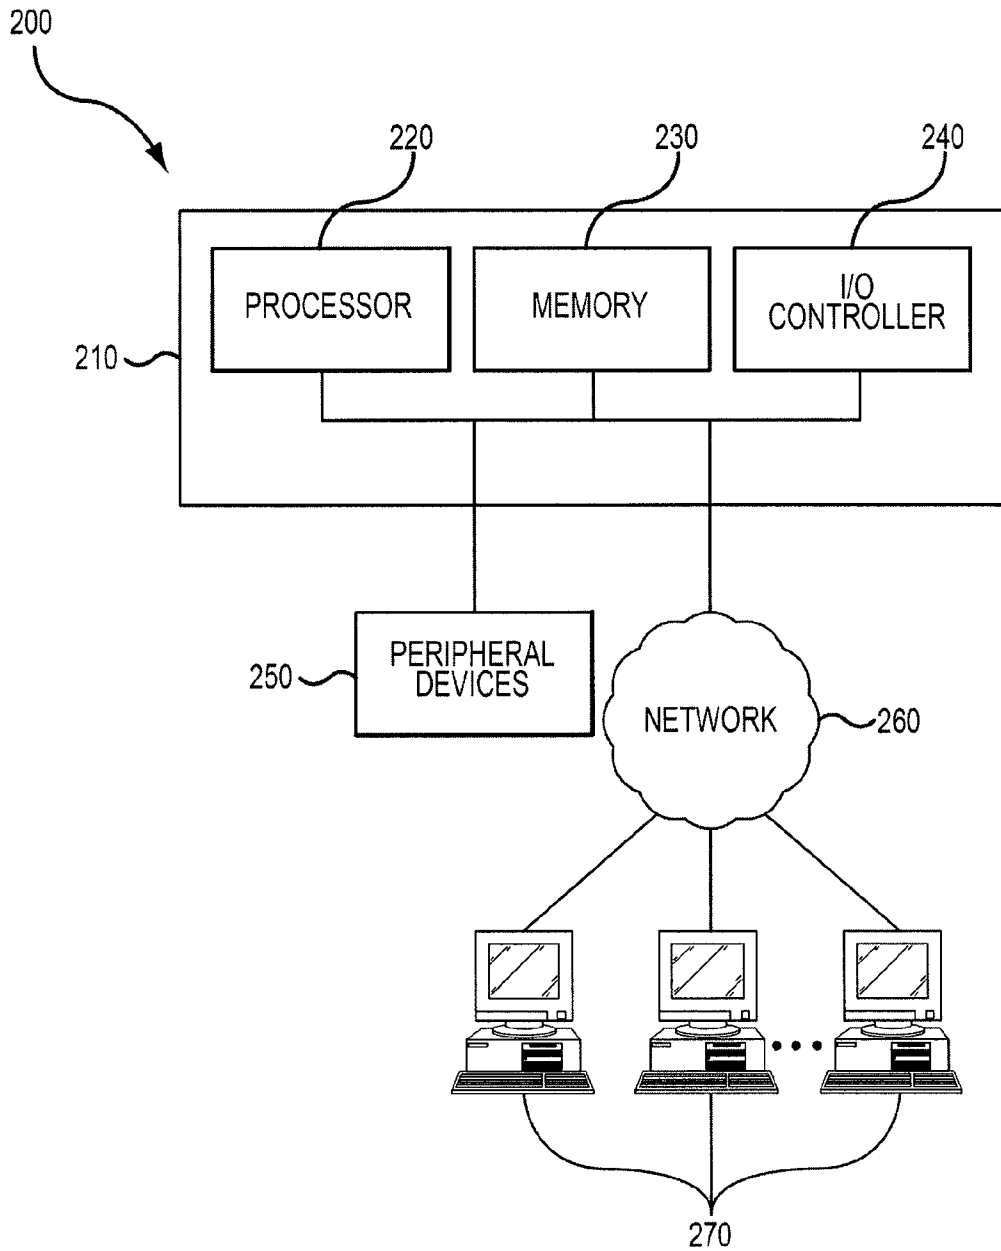 200
220
230
240
PROCESSOR
MEMORY
I/O
CONTROLLER
210
PERIPHERAL
DEVICES
250
NETWORK
260
270